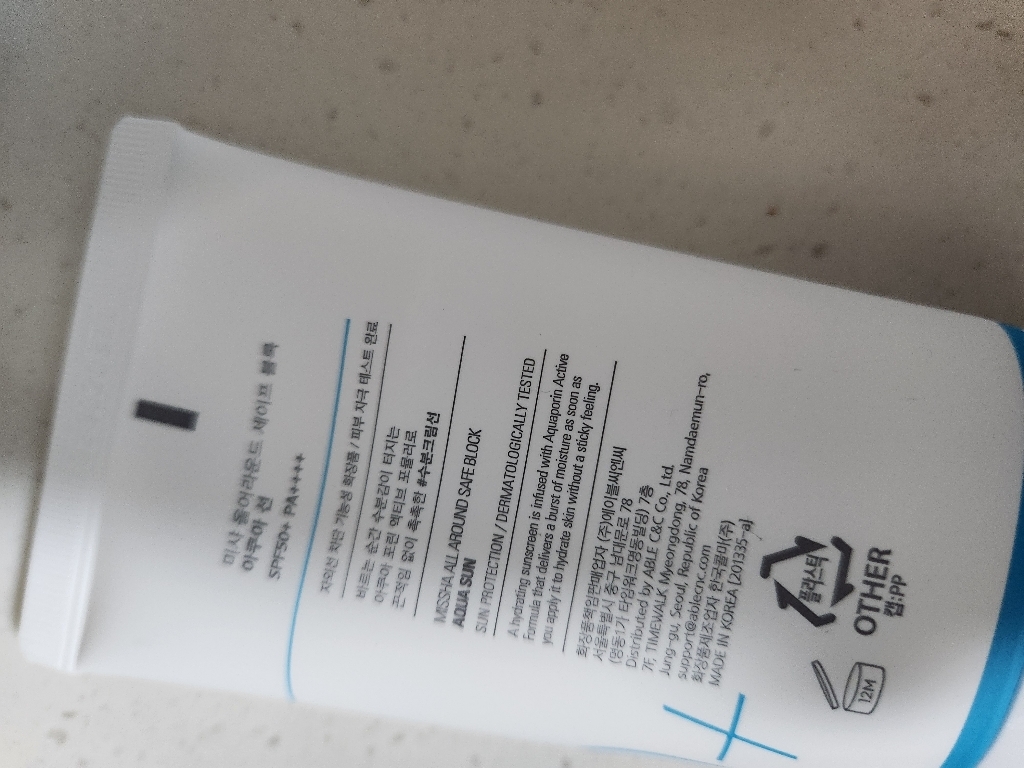 미샤 올어라운드 세이프 블록
아쿠아 선
SPF50+ PA++++
자외선 차단 기능성 화장품 / 피부 자극 테스트 완료
바르는 순간 수분감이 터지는
아쿠아 포린 액티브 포뮬러로
끈적임 없이 촉촉한 #수분크림선
MISSHA ALL AROUND SAFE BLOCK
AQUA SUN
SUN PROTECTION / DERMATOLOGICALLY TESTED
A hydrating sunscreen is infused with Aquaporin Active
Formula that delivers a burst of moisture as soon as
you apply it to hydrate skin without a sticky feeling.
화장품책임판매업자 (주)에이블씨엔씨
서울특별시 중구 남대문로 78
(명동1가 타임워크명동빌딩) 7층
Distributed by ABLE C&C Co., Ltd.
7F, TIMEWALK Myeongdong, 78, Namdaemun-ro,
Jung-gu, Seoul, Republic of Korea
support@ablecnc.com
화장품제조업자 한국콜마(주)
MADE IN KOREA [201335-a]
플라스틱
OTHER
캡:PP
12M